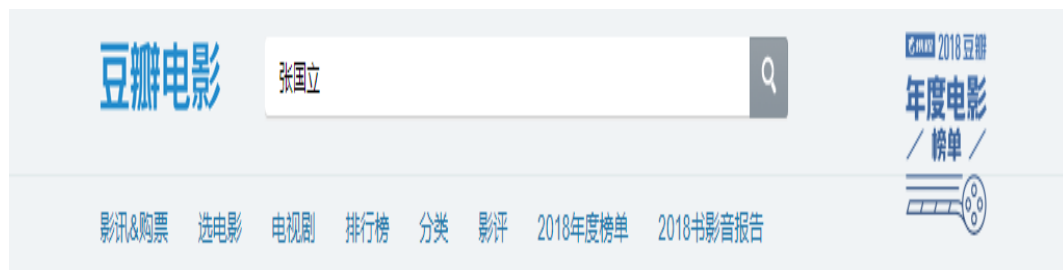 豆瓣电影
张国立
2018豆瓣
年度电影
榜单
影讯&购票 选电影 电视剧 排行榜 分类 影评 2018年度榜单 2018书影音报告